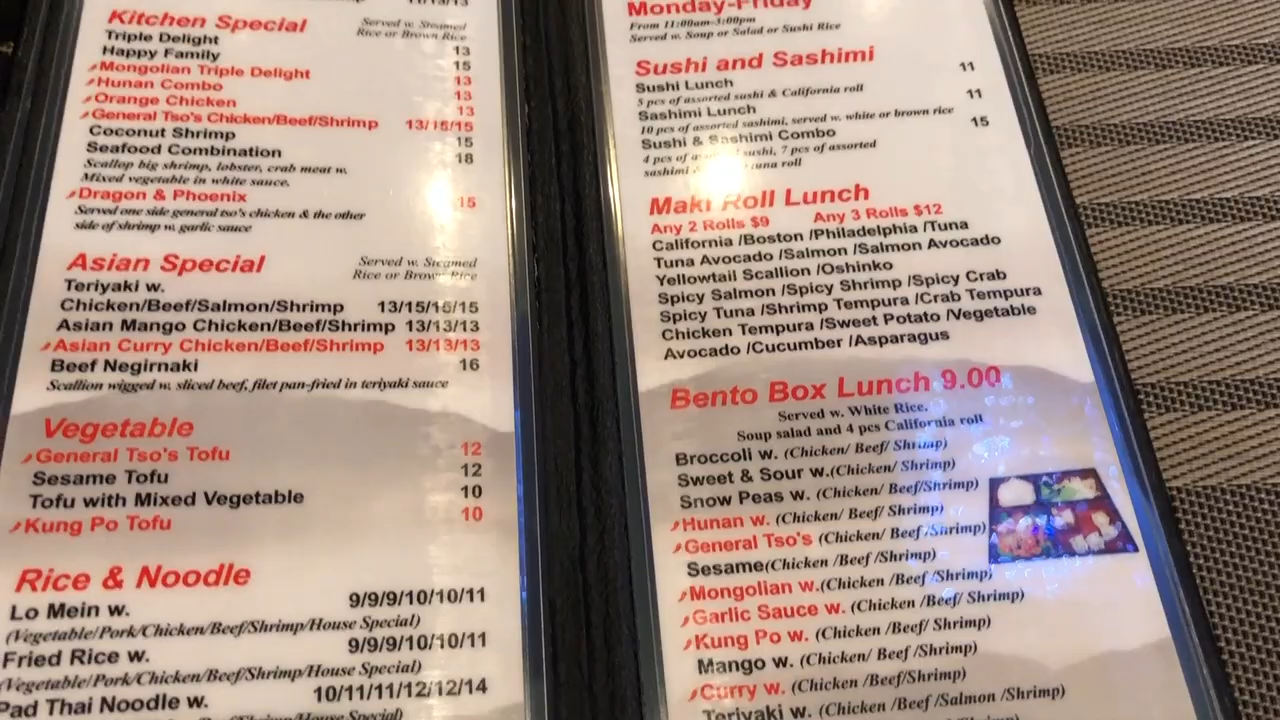 Kitchen Special
Served w. Steamed
Rice or Brown Rice
Triple Delight 13
Happy Family 15
Mongolian Triple Delight 13
Hunan Combo 13
Orange Chicken 13
General Tso's Chicken/Beef/Shrimp 13/15/15
Coconut Shrimp 15
Seafood Combination 18
Scallop big shrimp, lobster, crab meat w.
Mixed vegetable in white sauce.
Dragon & Phoenix 15
Served one side general tso's chicken & the other
side of shrimp w. garlic sauce
Asian Special
Served w. Steamed
Rice or Brown Rice
Teriyaki w.
Chicken/Beef/Salmon/Shrimp 13/15/15/15
Asian Mango Chicken/Beef/Shrimp 13/13/13
Asian Curry Chicken/Beef/Shrimp 13/13/13
Beef Negirnaki 16
Scallion wigged w. sliced beef, filet pan-fried in teriyaki sauce
Vegetable
General Tso's Tofu 12
Sesame Tofu 12
Tofu with Mixed Vegetable 10
Kung Po Tofu 10
Rice & Noodle
Lo Mein w. 9/9/9/10/10/11
(Vegetable/Pork/Chicken/Beef/Shrimp/House Special)
Fried Rice w. 9/9/9/10/10/11
(Vegetable/Pork/Chicken/Beef/Shrimp/House Special)
Pad Thai Noodle w. 10/11/11/12/12/14
Monday-Friday
From 11:00am-3:00pm
Served w. Soup or Salad or Sushi Rice
Sushi and Sashimi
Sushi Lunch 11
5 pcs of assorted sushi & California roll
Sashimi Lunch 11
10 pcs of assorted sashimi, served w. white or brown rice
Sushi & Sashimi Combo 15
4 pcs of sushi, 7 pcs of assorted
sashimi & tuna roll
Maki Roll Lunch
Any 2 Rolls $9 Any 3 Rolls $12
California /Boston /Philadelphia /Tuna
Tuna Avocado /Salmon /Salmon Avocado
Yellowtail Scallion /Oshinko
Spicy Salmon /Spicy Shrimp /Spicy Crab
Spicy Tuna /Shrimp Tempura /Crab Tempura
Chicken Tempura /Sweet Potato /Vegetable
Avocado /Cucumber /Asparagus
Bento Box Lunch 9.00
Served w. White Rice.
Soup salad and 4 pcs California roll
Broccoli w. (Chicken/ Beef/ Shrimp)
Sweet & Sour w.(Chicken/ Shrimp)
Snow Peas w. (Chicken/ Beef/Shrimp)
Hunan w. (Chicken/ Beef/ Shrimp)
General Tso's (Chicken/ Beef /Shrimp)
Sesame(Chicken /Beef /Shrimp)
Mongolian w.(Chicken /Beef /Shrimp)
Garlic Sauce w. (Chicken /Beef/ Shrimp)
Kung Po w. (Chicken /Beef/ Shrimp)
Mango w. (Chicken/ Beef /Shrimp)
Curry w. (Chicken /Beef/Shrimp)
Teriyaki w. (Chicken /Beef /Salmon /Shrimp)